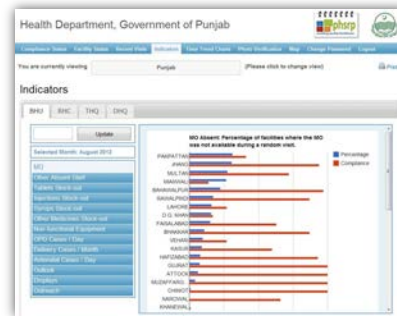 Health Department, Government of Punjab
phsrp
Compliance Status Facility Status Recent Visits Indicators Time Trend Charts Photo Verification Map Change Password Logout
You are currently viewing Punjab (Please click to change view)
Indicators
BHU RHC THQ DHQ
Update
Selected Month: August 2012
MO
Other Absent Staff
Tablets Stock-out
Injections Stock-out
Syrups Stock-out
Other Medicines Stock-out
Non-functional Equipment
OPD Cases / Day
Delivery Cases / Month
Antenatal Cases / Day
Outlook
Displays
Outreach
MO Absent: Percentage of facilities where the MO
was not available during a random visit.
Percentage
Compliance
PAKPATTAN
JHANG
MULTAN
MIANWALI
BAHAWALPUR
RAWALPINDI
LAHORE
D.G. KHAN
FAISALABAD
BHAKKAR
VEHARI
KASUR
HAFIZABAD
GUJRAT
ATTOCK
MUZAFFARG
CHINIOT
NAROWAL
KHANEWAL